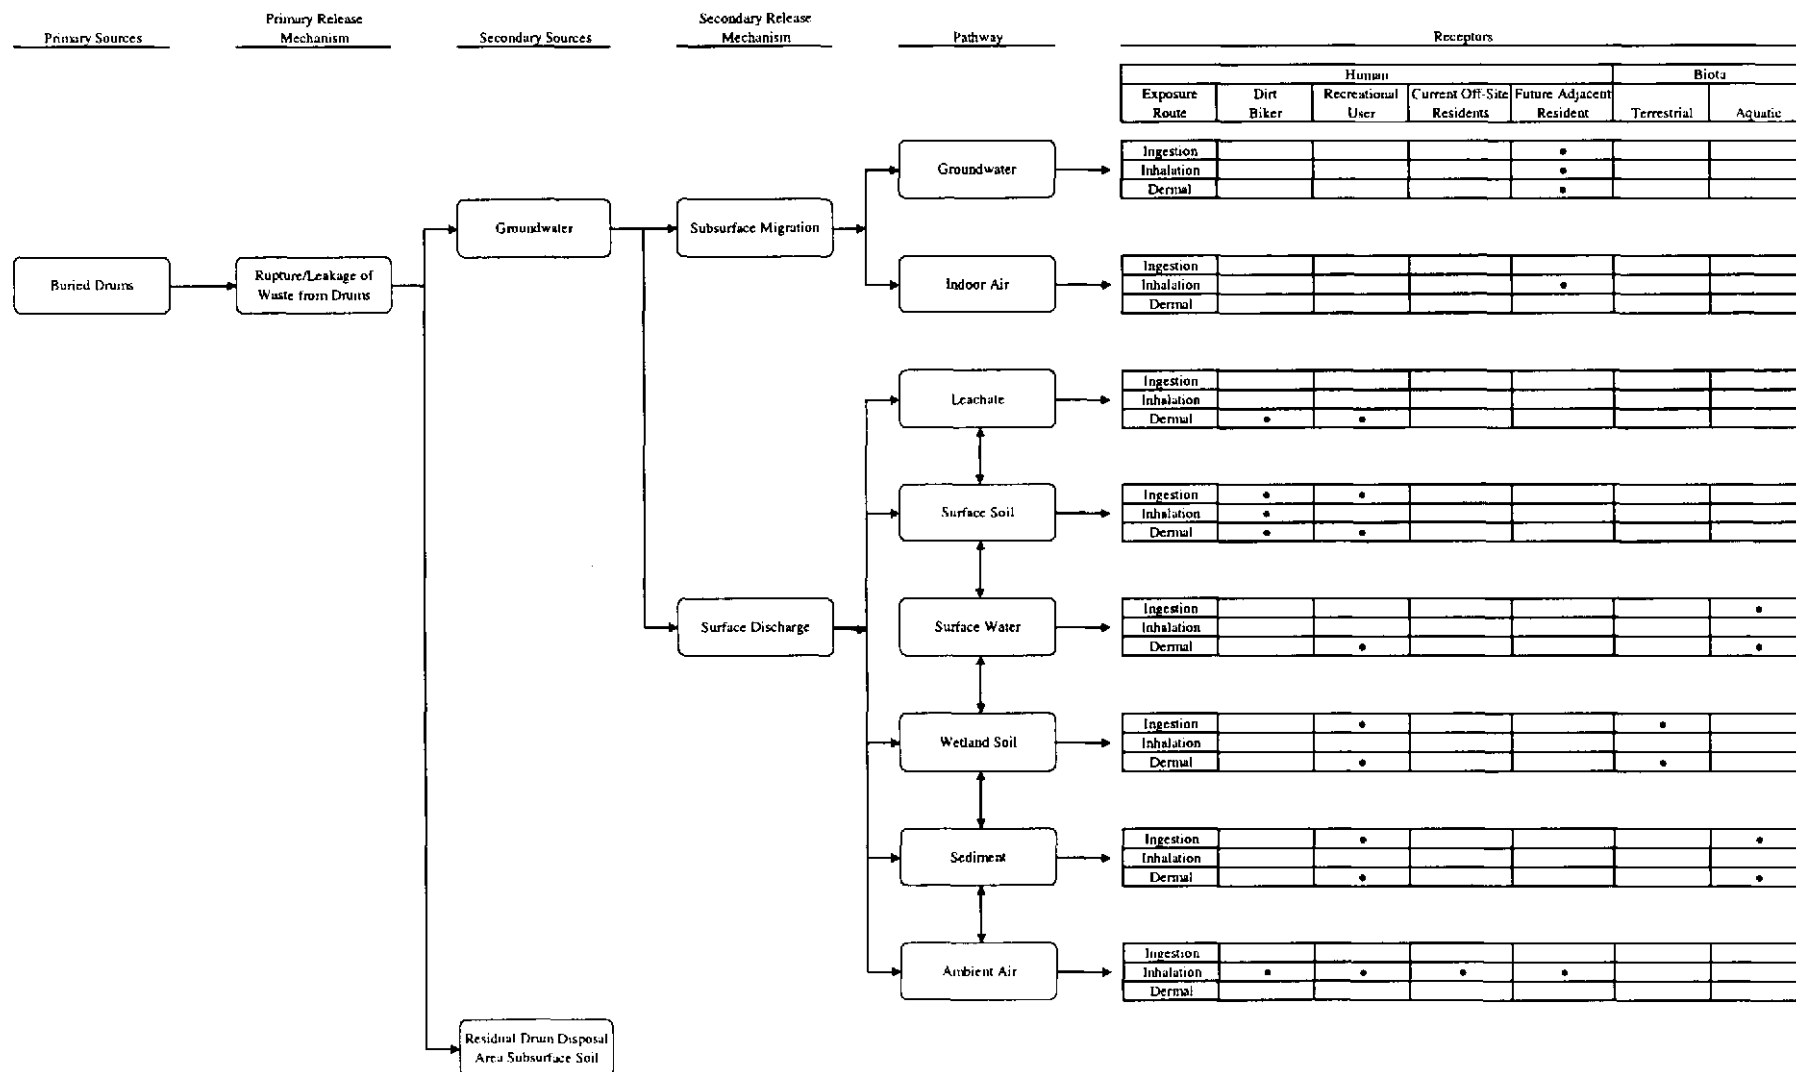 Primary Sources
Primary Release
Mechanism
Secondary Sources
Secondary Release
Mechanism
Pathway
Receptors
Human
Biota
Exposure
Route
Dirt
Biker
Recreational
User
Current Off-Site
Residents
Future Adjacent
Resident
Terrestrial
Aquatic
Buried Drums
Rupture/Leakage of
Waste from Drums
Groundwater
Residual Drum Disposal
Area Subsurface Soil
Subsurface Migration
Surface Discharge
Groundwater
Ingestion
Inhalation
Dermal
Indoor Air
Ingestion
Inhalation
Dermal
Leachate
Ingestion
Inhalation
Dermal
Surface Soil
Ingestion
Inhalation
Dermal
Surface Water
Ingestion
Inhalation
Dermal
Wetland Soil
Ingestion
Inhalation
Dermal
Sediment
Ingestion
Inhalation
Dermal
Ambient Air
Ingestion
Inhalation
Dermal